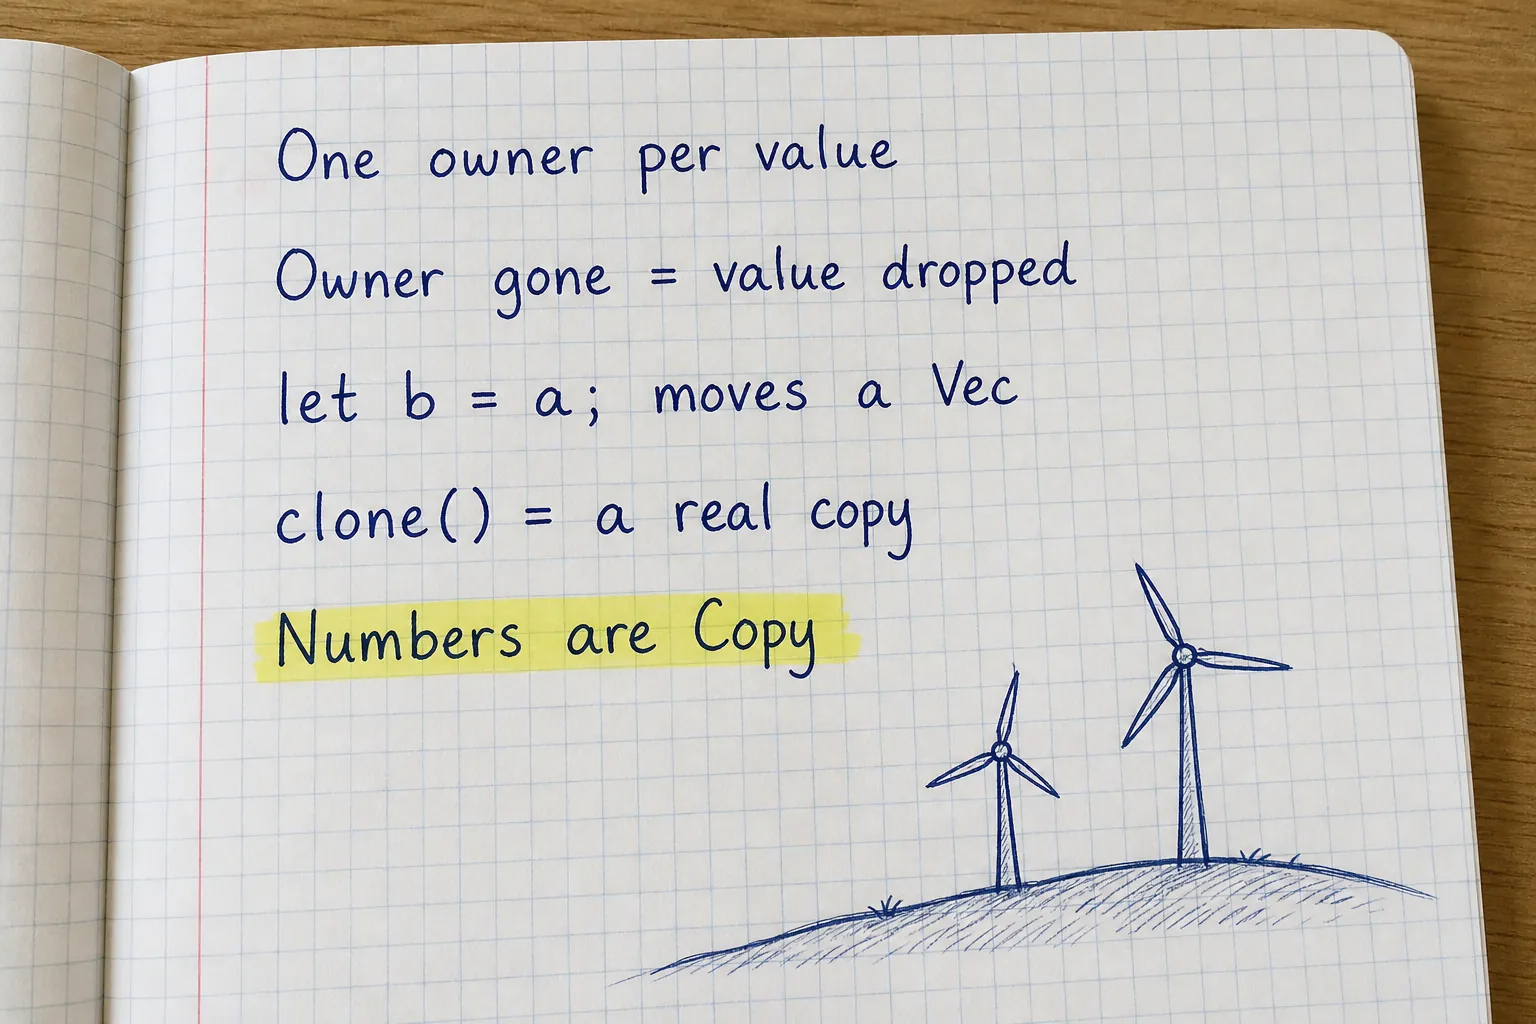 One owner per value
Owner gone = value dropped
let b = a; moves a Vec
clone() = a real copy
Numbers are Copy